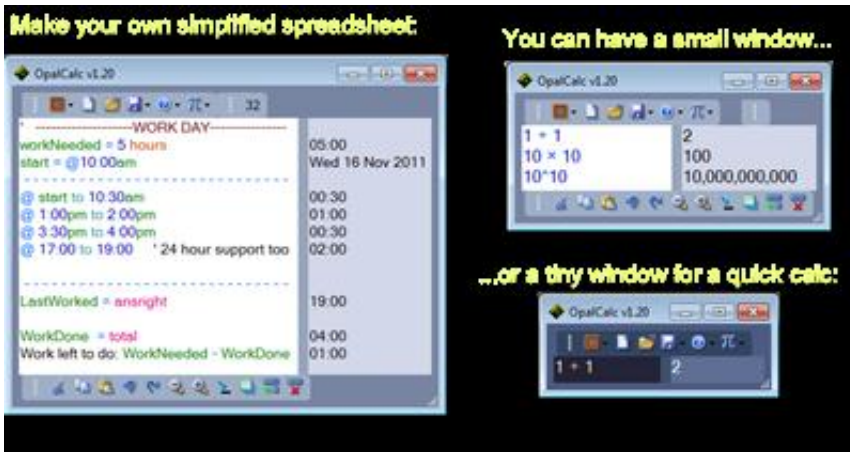 Make your own simplified spreadsheet:
OpalCalc v1.20
32
' --------------------WORK DAY------------------
workNeeded = 5 hours 05:00
start = @10:00am Wed 16 Nov 2011
@ start to 10:30am 00:30
@ 1:00pm to 2:00pm 01:00
@ 3:30pm to 4:00pm 00:30
@ 17:00 to 19:00 ' 24 hour support too 02:00
LastWorked = ansright 19:00
WorkDone = total 04:00
Work left to do: WorkNeeded - WorkDone 01:00
You can have a small window...
OpalCalc v1.20
1 + 1 2
10 × 10 100
10^10 10,000,000,000
...or a tiny window for a quick calc:
OpalCalc v1.20
1 + 1 2